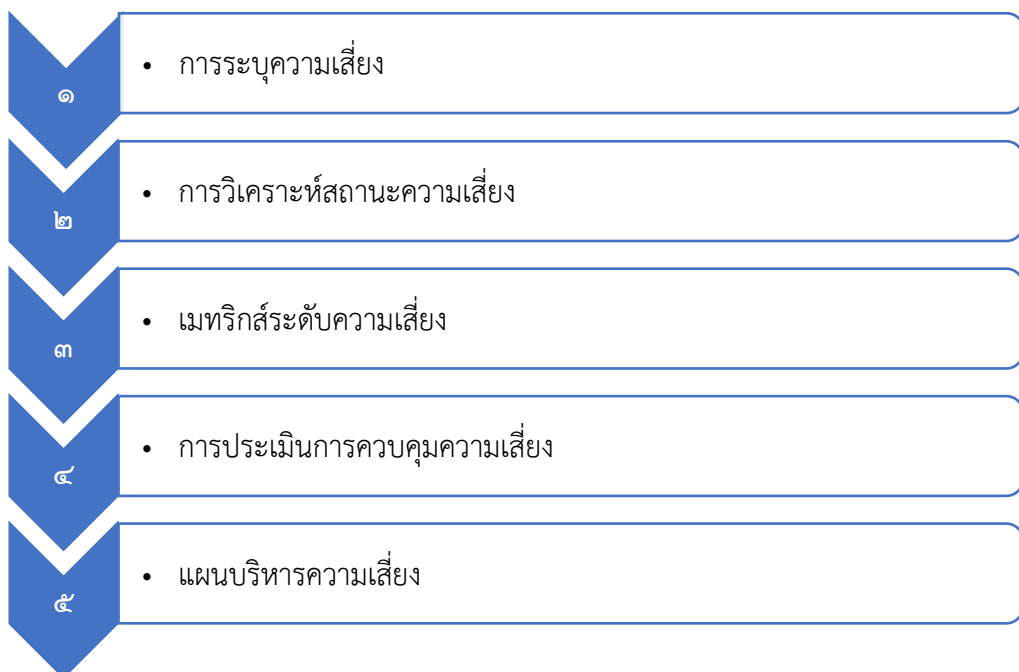 ๑
• การระบุความเสี่ยง
๒
• การวิเคราะห์สถานะความเสี่ยง
๓
• เมทริกส์ระดับความเสี่ยง
๔
• การประเมินการควบคุมความเสี่ยง
๕
• แผนบริหารความเสี่ยง